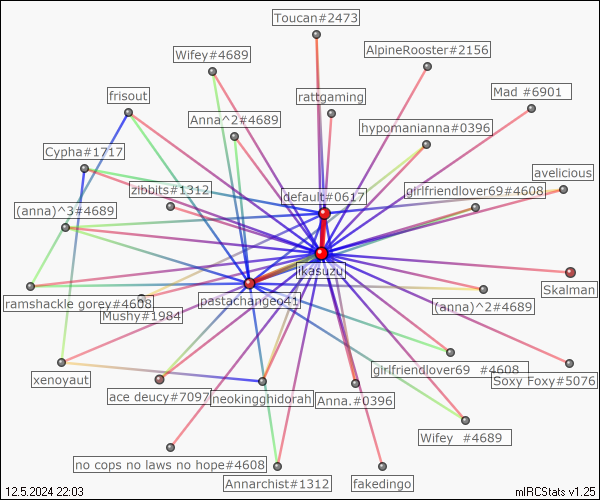 Toucan#2473
AlpineRooster#2156
Wifey#4689
Mad #6901
frisout
rattgaming
Anna^2#4689
hypomanianna#0396
Cypha#1717
avelicious
zibbits#1312
default#0617
girlfriendlover69#4608
(anna)^3#4689
ikasuzu
Skalman
ramshackle gorey#4608
pastachangeo41
(anna)^2#4689
Mushy#1984
girlfriendlover69 #4608
xenoyaut
Soxy Foxy#5076
ace deucy#7097
neokingghidorah
Anna.#0396
Wifey #4689
no cops no laws no hope#4608
fakedingo
Annarchist#1312
12.5.2024 22:03
mIRCStats v1.25